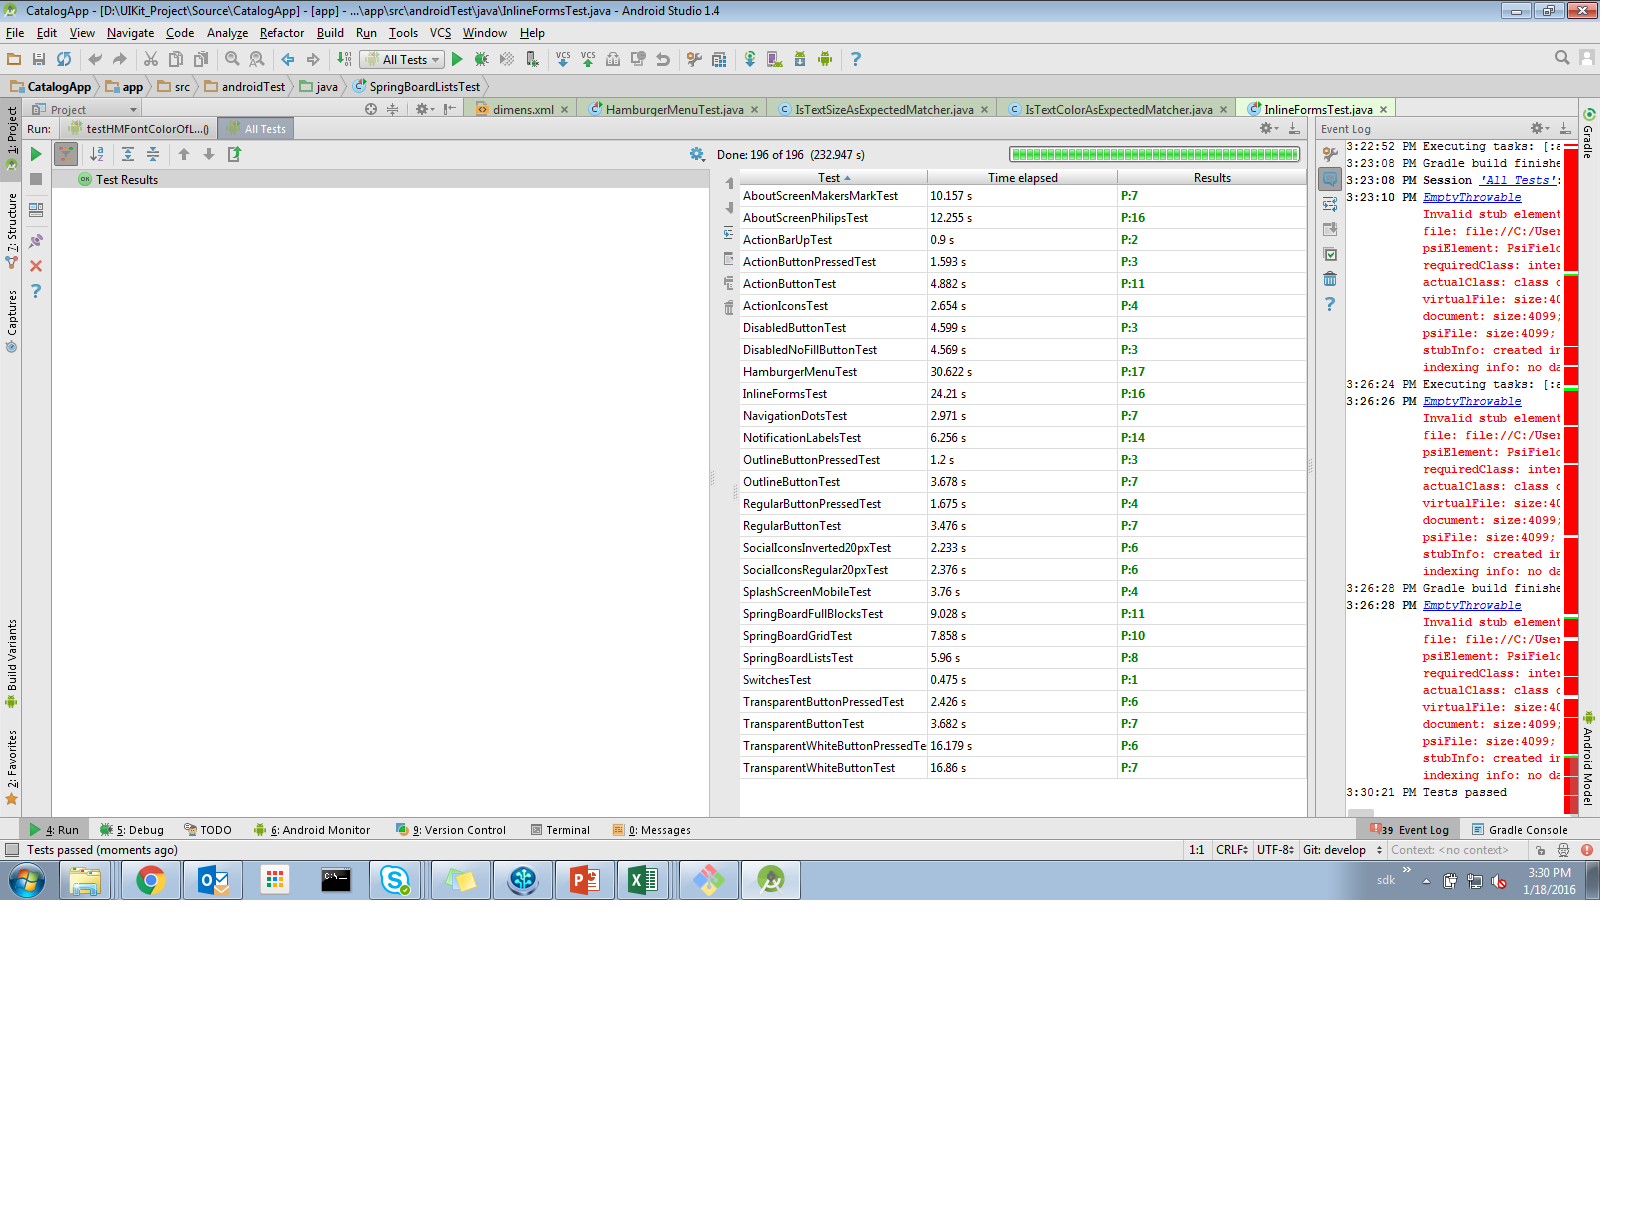 CatalogApp - [D:\UIKit_Project\Source\CatalogApp] - [app] - ...\app\src\androidTest\java\InlineFormsTest.java - Android Studio 1.4
File Edit View Navigate Code Analyze Refactor Build Run Tools VCS Window Help
All Tests
CatalogApp app src androidTest java SpringBoardListsTest
Project dimens.xml HamburgerMenuTest.java IsTextSizeAsExpectedMatcher.java IsTextColorAsExpectedMatcher.java InlineFormsTest.java
Run: testHMFontColorOfL...() All Tests Event Log
Done: 196 of 196 (232.947 s)
Test Results
Test Time elapsed Results
AboutScreenMakersMarkTest 10.157 s P:7
AboutScreenPhilipsTest 12.255 s P:16
ActionBarUpTest 0.9 s P:2
ActionButtonPressedTest 1.593 s P:3
ActionButtonTest 4.882 s P:11
ActionIconsTest 2.654 s P:4
DisabledButtonTest 4.599 s P:3
DisabledNoFillButtonTest 4.569 s P:3
HamburgerMenuTest 30.622 s P:17
InlineFormsTest 24.21 s P:16
NavigationDotsTest 2.971 s P:7
NotificationLabelsTest 6.256 s P:14
OutlineButtonPressedTest 1.2 s P:3
OutlineButtonTest 3.678 s P:7
RegularButtonPressedTest 1.675 s P:4
RegularButtonTest 3.476 s P:7
SocialIconsInverted20pxTest 2.233 s P:6
SocialIconsRegular20pxTest 2.376 s P:6
SplashScreenMobileTest 3.76 s P:4
SpringBoardFullBlocksTest 9.028 s P:11
SpringBoardGridTest 7.858 s P:10
SpringBoardListsTest 5.96 s P:8
SwitchesTest 0.475 s P:1
TransparentButtonPressedTest 2.426 s P:6
TransparentButtonTest 3.682 s P:7
TransparentWhiteButtonPressedTe 16.179 s P:6
TransparentWhiteButtonTest 16.86 s P:7
3:22:52 PM Executing tasks: [:a
3:23:08 PM Gradle build finishe
3:23:08 PM Session 'All Tests':
3:23:10 PM EmptyThrowable
Invalid stub element
file: file://C:/User
psiElement: PsiField
requiredClass: inter
actualClass: class c
virtualFile: size:40
document: size:4099;
psiFile: size:4099;
stubInfo: created in
indexing info: no da
3:26:24 PM Executing tasks: [:a
3:26:26 PM EmptyThrowable
Invalid stub element
file: file://C:/User
psiElement: PsiField
requiredClass: inter
actualClass: class c
virtualFile: size:40
document: size:4099;
psiFile: size:4099;
stubInfo: created in
indexing info: no da
3:26:28 PM Gradle build finishe
3:26:28 PM EmptyThrowable
Invalid stub element
file: file://C:/User
psiElement: PsiField
requiredClass: inter
actualClass: class c
virtualFile: size:40
document: size:4099;
psiFile: size:4099;
stubInfo: created in
indexing info: no da
3:30:21 PM Tests passed
1: Project
7: Structure
Captures
Build Variants
2: Favorites
Gradle
Android Model
4: Run 5: Debug TODO 6: Android Monitor 9: Version Control Terminal 0: Messages 39 Event Log Gradle Console
Tests passed (moments ago) 1:1 CRLF UTF-8 Git: develop Context: <no context>
sdk 3:30 PM
1/18/2016